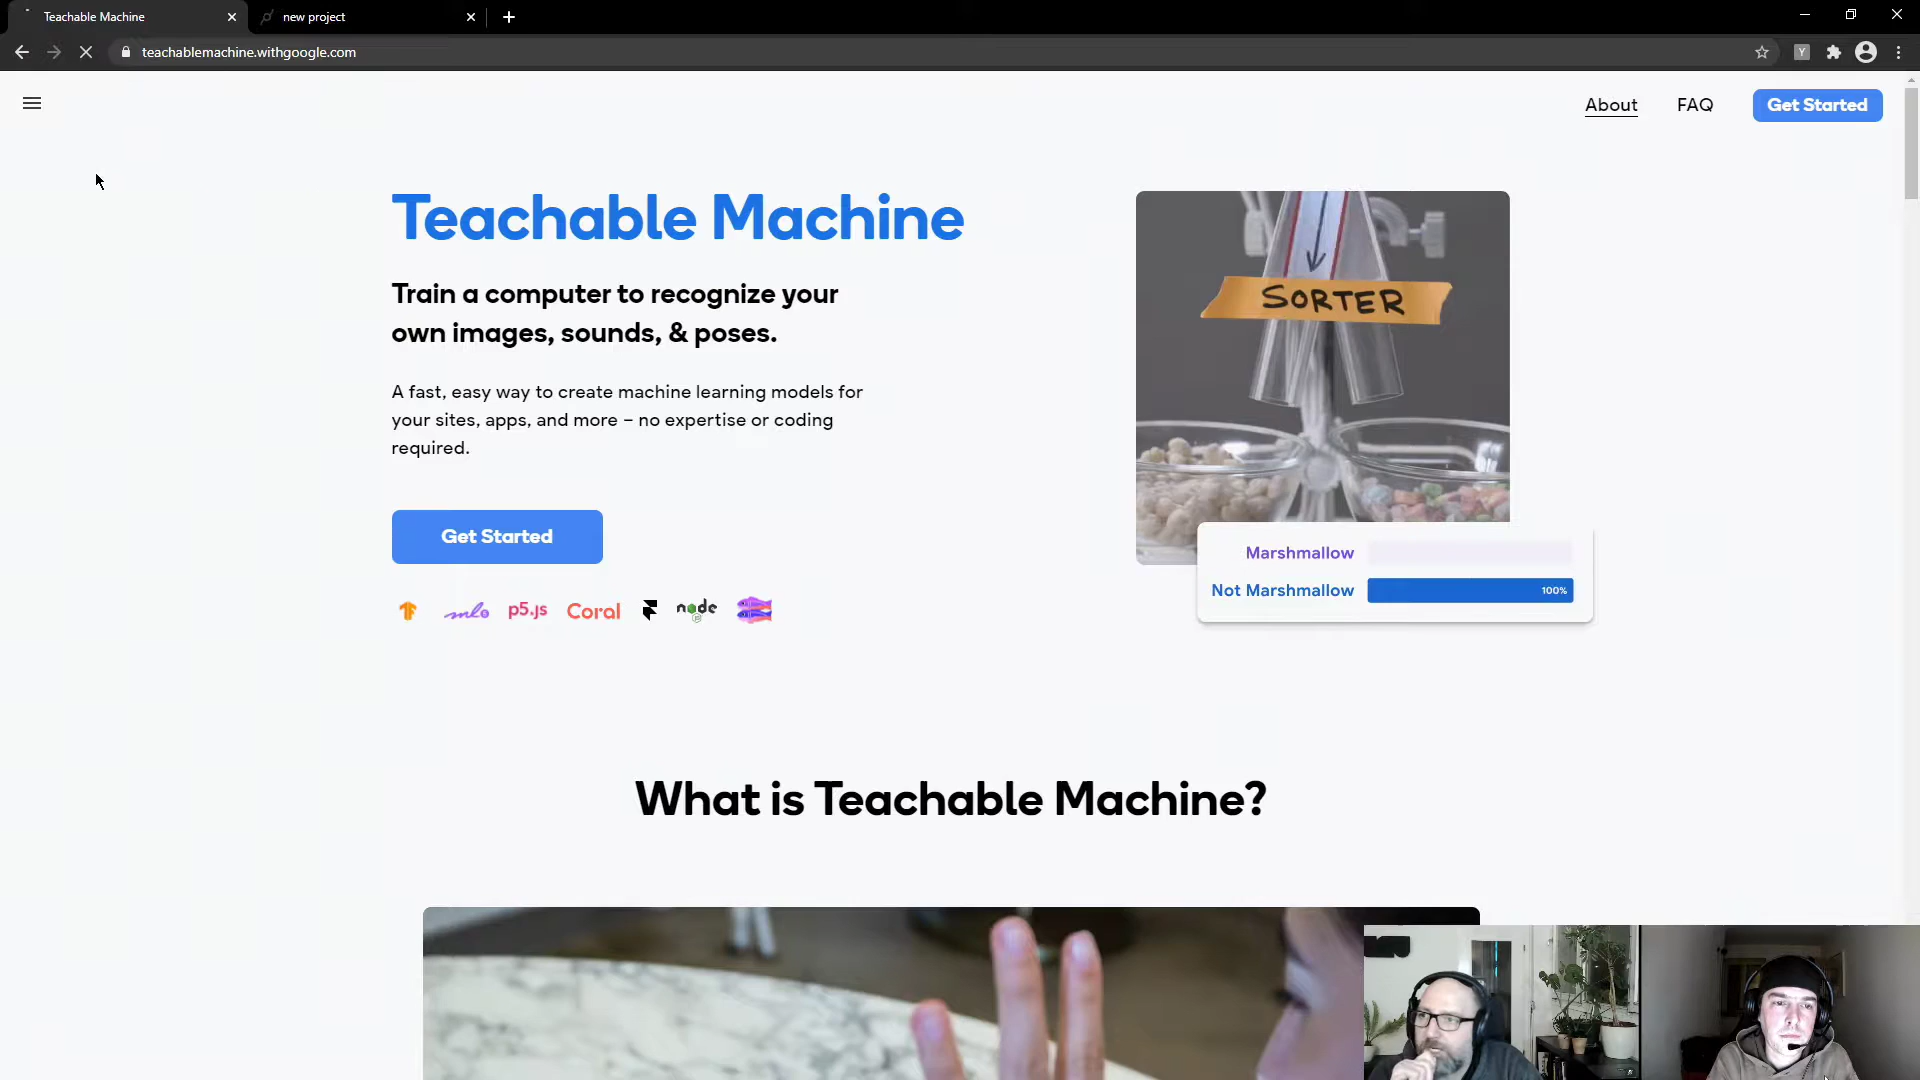 Teachable Machine
new project
teachablemachine.withgoogle.com
Y
About
FAQ
Get Started
Teachable Machine
Train a computer to recognize your
own images, sounds, & poses.
A fast, easy way to create machine learning models for
your sites, apps, and more – no expertise or coding
required.
Get Started
ml5
p5.js
Coral
node
SORTER
Marshmallow
Not Marshmallow
100%
What is Teachable Machine?